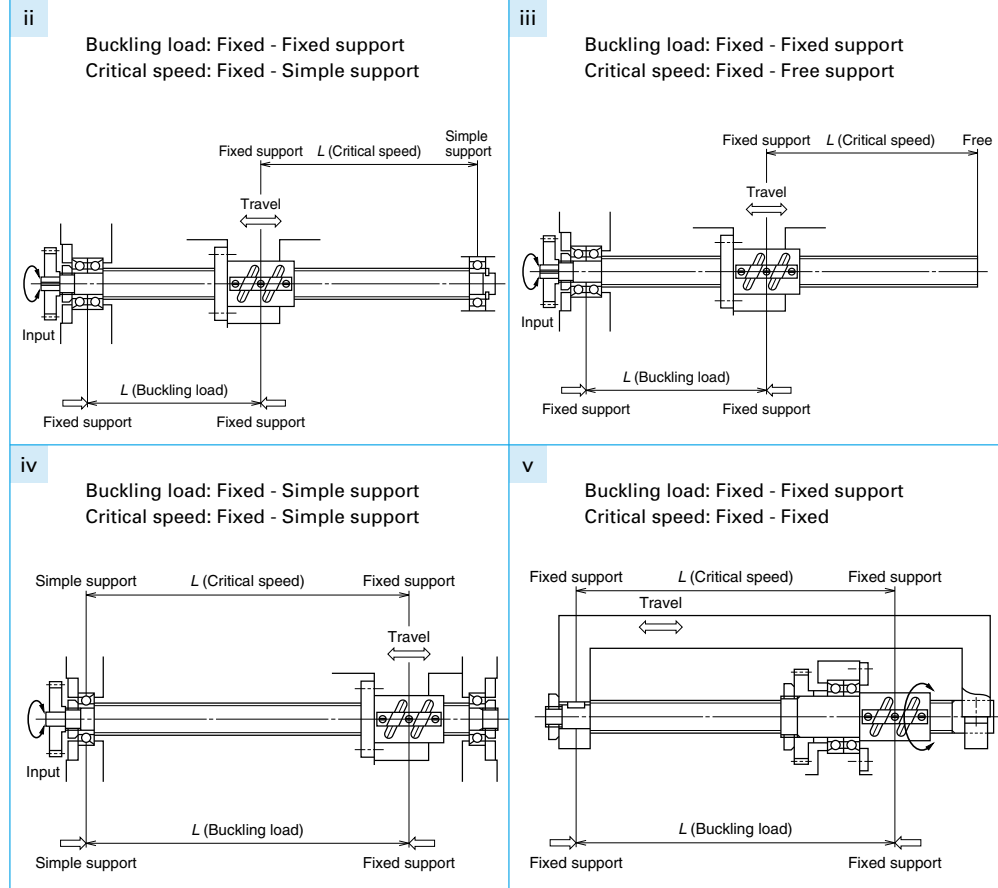 ii
Buckling load: Fixed - Fixed support
Critical speed: Fixed - Simple support
Simple
Fixed support L (Critical speed) support
Travel
Input
L (Buckling load)
Fixed support Fixed support
iii
Buckling load: Fixed - Fixed support
Critical speed: Fixed - Free support
Fixed support L (Critical speed) Free
Travel
Input
L (Buckling load)
Fixed support Fixed support
iv
Buckling load: Fixed - Simple support
Critical speed: Fixed - Simple support
Simple support L (Critical speed) Fixed support
Travel
Input
L (Buckling load)
Simple support Fixed support
v
Buckling load: Fixed - Fixed support
Critical speed: Fixed - Fixed
Fixed support L (Critical speed) Fixed support
Travel
L (Buckling load)
Fixed support Fixed support